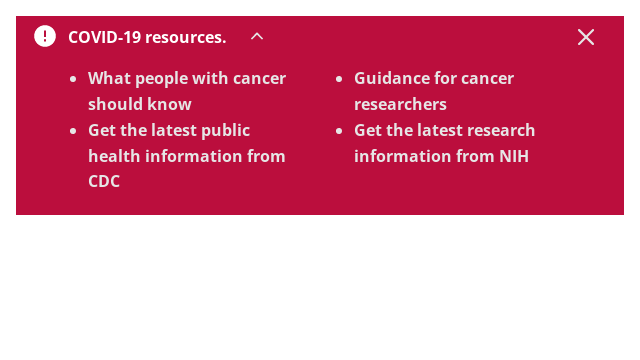 COVID-19 resources.
What people with cancer
should know
Get the latest public
health information from
CDC
Guidance for cancer
researchers
Get the latest research
information from NIH